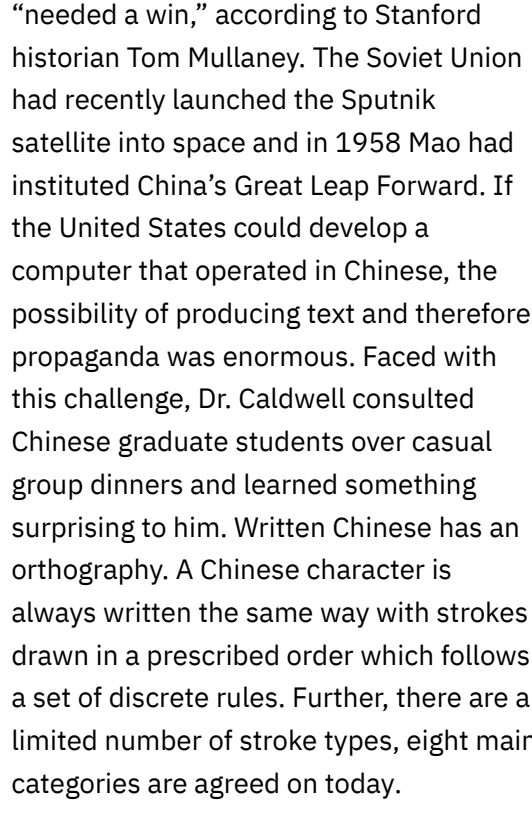 “needed a win,” according to Stanford
historian Tom Mullaney. The Soviet Union
had recently launched the Sputnik
satellite into space and in 1958 Mao had
instituted China’s Great Leap Forward. If
the United States could develop a
computer that operated in Chinese, the
possibility of producing text and therefore
propaganda was enormous. Faced with
this challenge, Dr. Caldwell consulted
Chinese graduate students over casual
group dinners and learned something
surprising to him. Written Chinese has an
orthography. A Chinese character is
always written the same way with strokes
drawn in a prescribed order which follows
a set of discrete rules. Further, there are a
limited number of stroke types, eight main
categories are agreed on today.